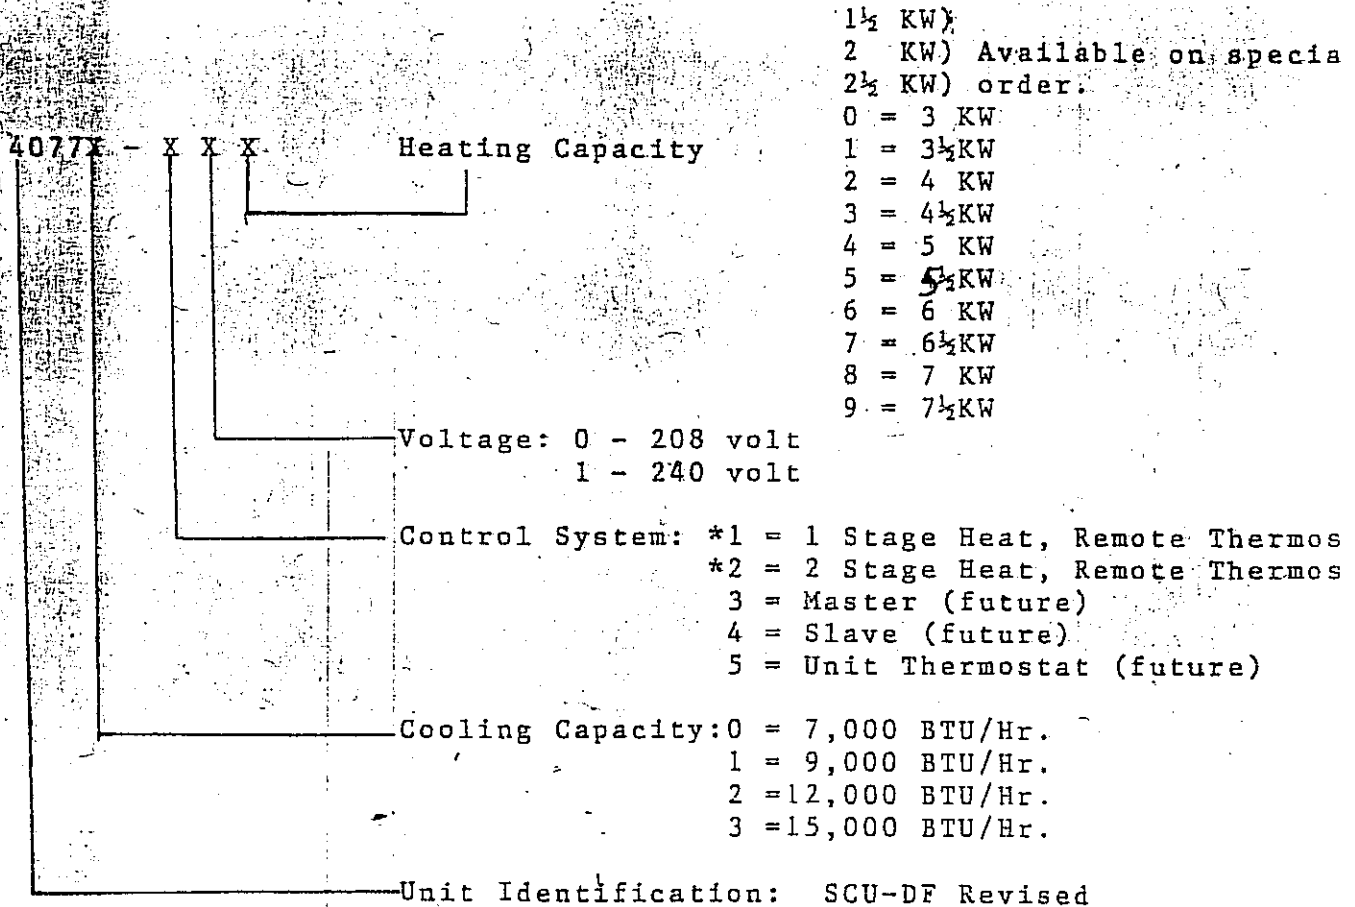 1½ KW)
2 KW) Available on specia
2½ KW) order.
0 = 3 KW
4077X - X X X Heating Capacity
1 = 3½KW
2 = 4 KW
3 = 4½KW
4 = 5 KW
5 = 5½KW
6 = 6 KW
7 = 6½KW
8 = 7 KW
9 = 7½KW
Voltage: 0 - 208 volt
1 - 240 volt
Control System: *1 = 1 Stage Heat, Remote Thermos
*2 = 2 Stage Heat, Remote Thermos
3 = Master (future)
4 = Slave (future)
5 = Unit Thermostat (future)
Cooling Capacity:0 = 7,000 BTU/Hr.
1 = 9,000 BTU/Hr.
2 =12,000 BTU/Hr.
3 =15,000 BTU/Hr.
Unit Identification: SCU-DF Revised